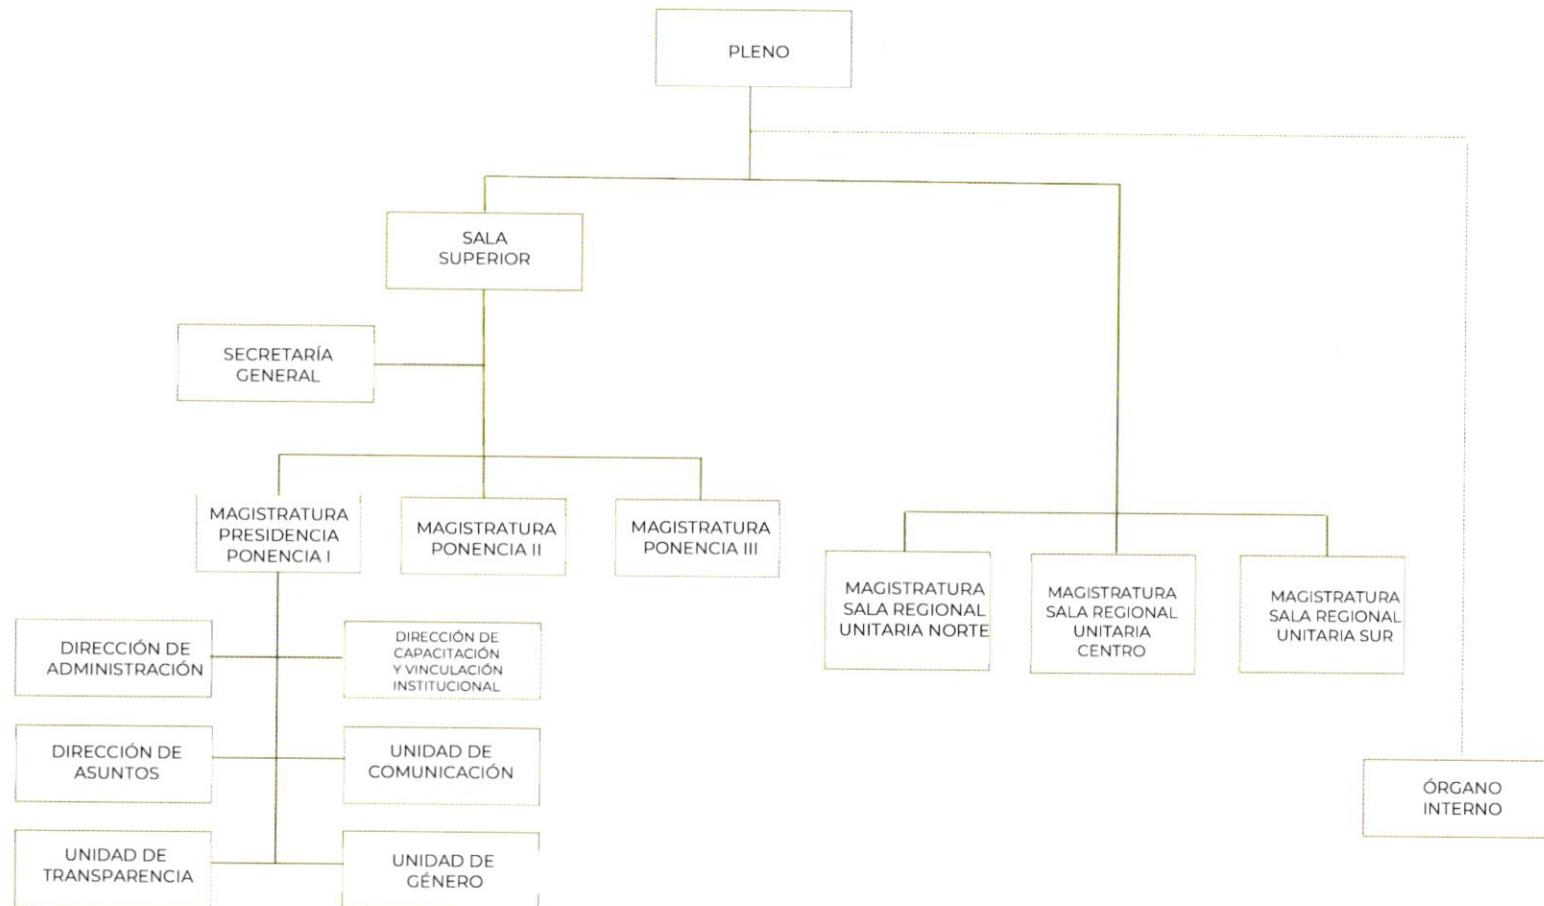 PLENO
SALA
SUPERIOR
SECRETARÍA
GENERAL
MAGISTRATURA
PRESIDENCIA
PONENCIA I
MAGISTRATURA
PONENCIA II
MAGISTRATURA
PONENCIA III
MAGISTRATURA
SALA REGIONAL
UNITARIA NORTE
MAGISTRATURA
SALA REGIONAL
UNITARIA
CENTRO
MAGISTRATURA
SALA REGIONAL
UNITARIA SUR
DIRECCIÓN DE
ADMINISTRACIÓN
DIRECCIÓN DE
CAPACITACIÓN
Y VINCULACIÓN
INSTITUCIONAL
DIRECCIÓN DE
ASUNTOS
UNIDAD DE
COMUNICACIÓN
ÓRGANO
INTERNO
UNIDAD DE
TRANSPARENCIA
UNIDAD DE
GÉNERO